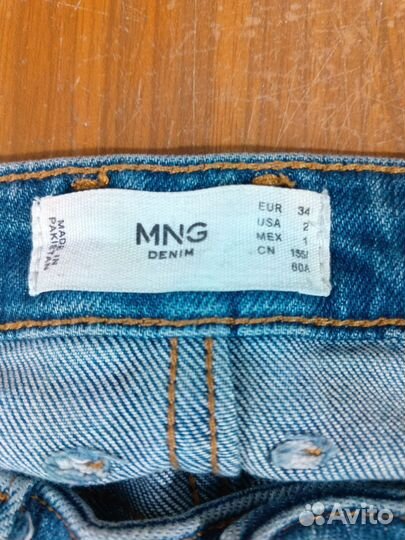 MADE IN
PAKISTAN
MNG
DENIM
EUR 34
USA 2
MEX 1
CN 155/
60A
Avito